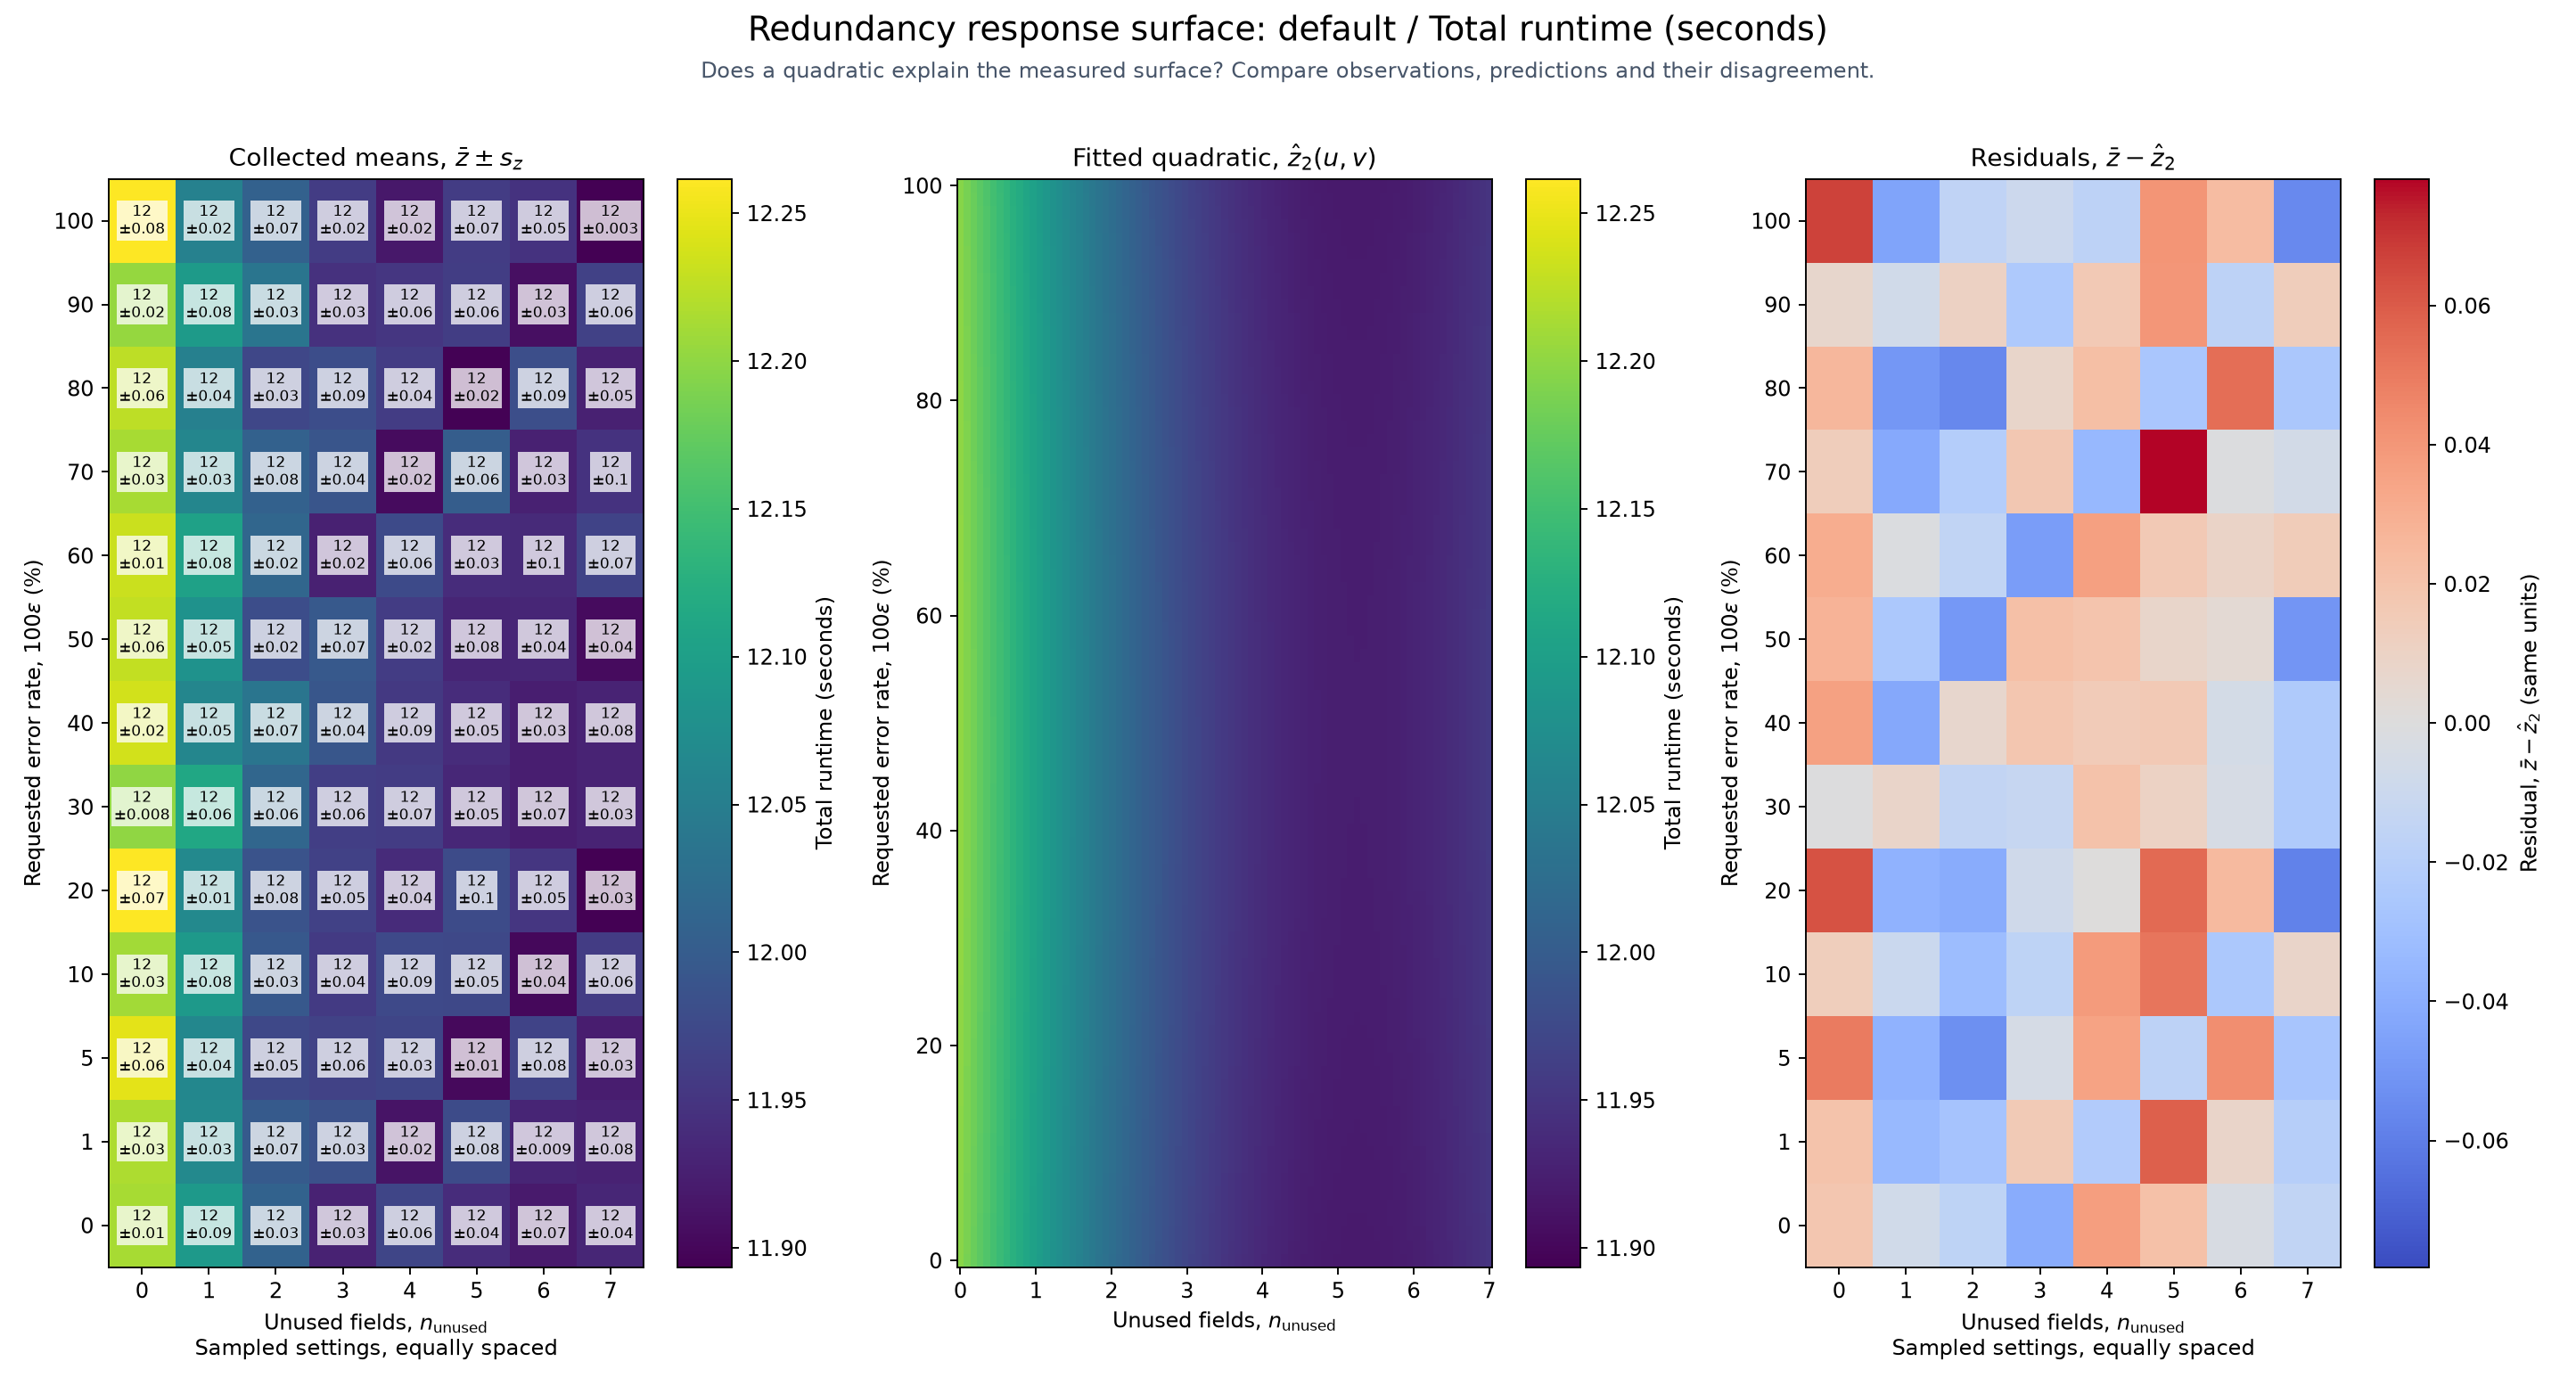 Redundancy response surface: default / Total runtime (seconds)
Does a quadratic explain the measured surface? Compare observations, predictions and their disagreement.
Collected means, z̄ ± s_z
Requested error rate, 100ε (%)
100
90
80
70
60
50
40
30
20
10
5
1
0
12 12 12 12 12 12 12 12
±0.08 ±0.02 ±0.07 ±0.02 ±0.02 ±0.07 ±0.05 ±0.003
12 12 12 12 12 12 12 12
±0.02 ±0.08 ±0.03 ±0.03 ±0.06 ±0.06 ±0.03 ±0.06
12 12 12 12 12 12 12 12
±0.06 ±0.04 ±0.03 ±0.09 ±0.04 ±0.02 ±0.09 ±0.05
12 12 12 12 12 12 12 12
±0.03 ±0.03 ±0.08 ±0.04 ±0.02 ±0.06 ±0.03 ±0.1
12 12 12 12 12 12 12 12
±0.01 ±0.08 ±0.02 ±0.02 ±0.06 ±0.03 ±0.1 ±0.07
12 12 12 12 12 12 12 12
±0.06 ±0.05 ±0.02 ±0.07 ±0.02 ±0.08 ±0.04 ±0.04
12 12 12 12 12 12 12 12
±0.02 ±0.05 ±0.07 ±0.04 ±0.09 ±0.05 ±0.03 ±0.08
12 12 12 12 12 12 12 12
±0.008 ±0.06 ±0.06 ±0.06 ±0.07 ±0.05 ±0.07 ±0.03
12 12 12 12 12 12 12 12
±0.07 ±0.01 ±0.08 ±0.05 ±0.04 ±0.1 ±0.05 ±0.03
12 12 12 12 12 12 12 12
±0.03 ±0.08 ±0.03 ±0.04 ±0.09 ±0.05 ±0.04 ±0.06
12 12 12 12 12 12 12 12
±0.06 ±0.04 ±0.05 ±0.06 ±0.03 ±0.01 ±0.08 ±0.03
12 12 12 12 12 12 12 12
±0.03 ±0.03 ±0.07 ±0.03 ±0.02 ±0.08 ±0.009 ±0.08
12 12 12 12 12 12 12 12
±0.01 ±0.09 ±0.03 ±0.03 ±0.06 ±0.04 ±0.07 ±0.04
0 1 2 3 4 5 6 7
Unused fields, n_unused
Sampled settings, equally spaced
12.25
12.20
12.15
12.10
12.05
12.00
11.95
11.90
Total runtime (seconds)
Fitted quadratic, ẑ₂(u, v)
Requested error rate, 100ε (%)
100
80
60
40
20
0
0 1 2 3 4 5 6 7
Unused fields, n_unused
12.25
12.20
12.15
12.10
12.05
12.00
11.95
11.90
Total runtime (seconds)
Residuals, z̄ − ẑ₂
Requested error rate, 100ε (%)
100
90
80
70
60
50
40
30
20
10
5
1
0
0 1 2 3 4 5 6 7
Unused fields, n_unused
Sampled settings, equally spaced
0.06
0.04
0.02
0.00
−0.02
−0.04
−0.06
Residual, z̄ − ẑ₂ (same units)